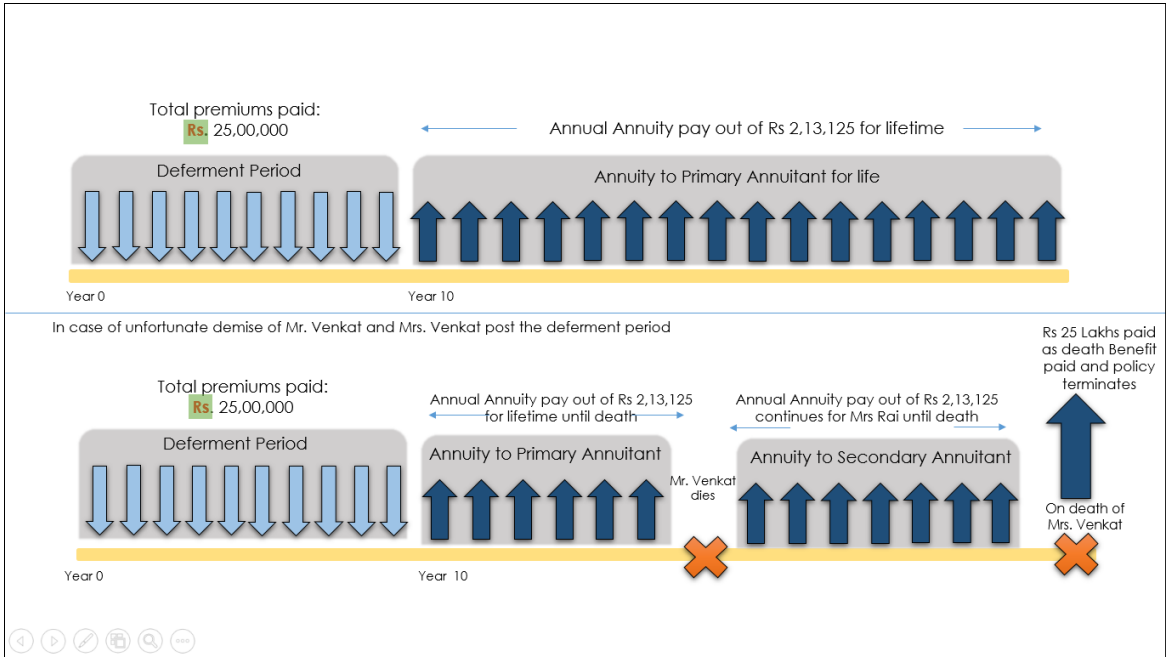 Total premiums paid:
Rs. 25,00,000
Annual Annuity pay out of Rs 2,13,125 for lifetime
Deferment Period
Annuity to Primary Annuitant for life
Year 0
Year 10
In case of unfortunate demise of Mr. Venkat and Mrs. Venkat post the deferment period
Total premiums paid:
Rs. 25,00,000
Deferment Period
Annual Annuity pay out of Rs 2,13,125
for lifetime until death
Annuity to Primary Annuitant
Mr. Venkat
dies
Annual Annuity pay out of Rs 2,13,125
continues for Mrs Rai until death
Annuity to Secondary Annuitant
Rs 25 Lakhs paid
as death Benefit
paid and policy
terminates
On death of
Mrs. Venkat
Year 0
Year 10